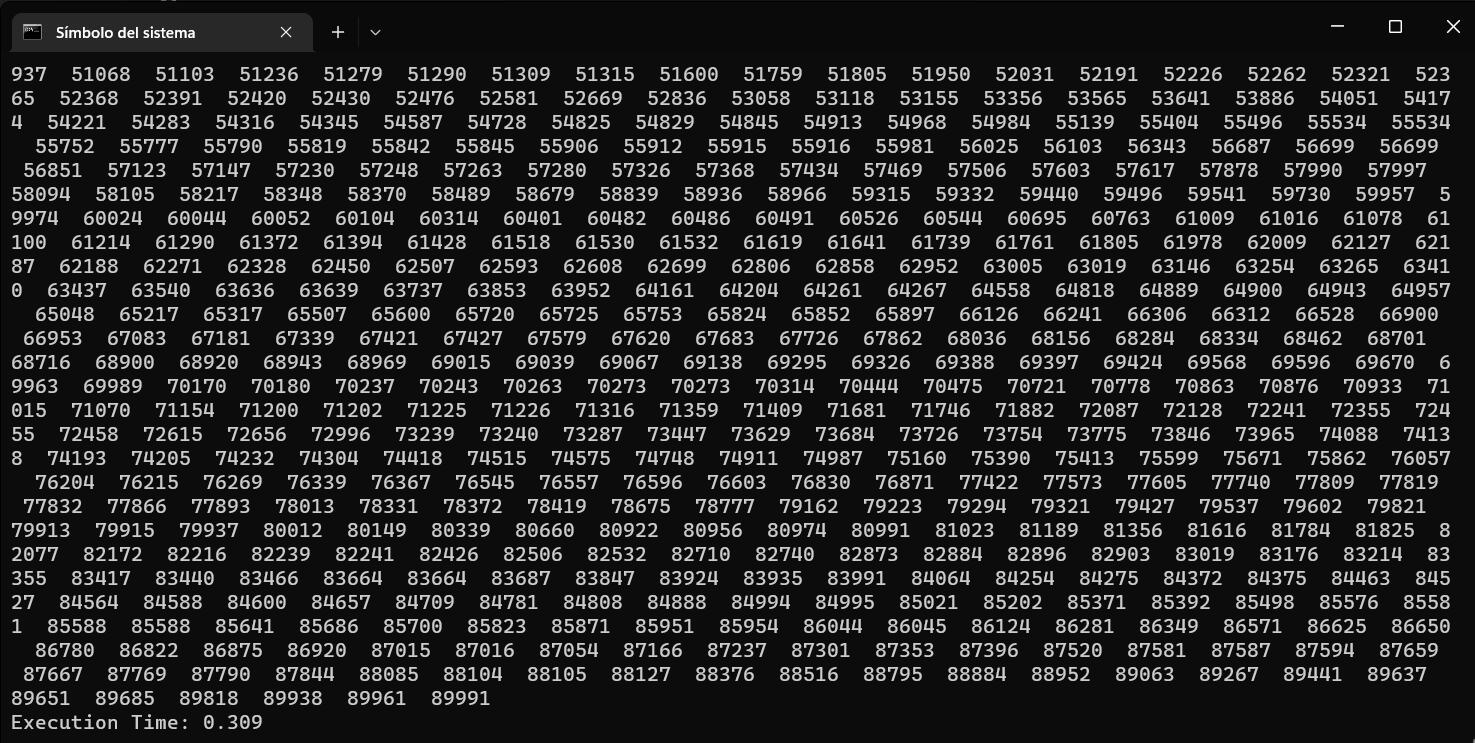 Símbolo del sistema
937 51068 51103 51236 51279 51290 51309 51315 51600 51759 51805 51950 52031 52191 52226 52262 52321 523
65 52368 52391 52420 52430 52476 52581 52669 52836 53058 53118 53155 53356 53565 53641 53886 54051 5417
4 54221 54283 54316 54345 54587 54728 54825 54829 54845 54913 54968 54984 55139 55404 55496 55534 55534
55752 55777 55790 55819 55842 55845 55906 55912 55915 55916 55981 56025 56103 56343 56687 56699 56699
56851 57123 57147 57230 57248 57263 57280 57326 57368 57434 57469 57506 57603 57617 57878 57990 57997
58094 58105 58217 58348 58370 58489 58679 58839 58936 58966 59315 59332 59440 59496 59541 59730 59957 5
9974 60024 60044 60052 60104 60314 60401 60482 60486 60491 60526 60544 60695 60763 61009 61016 61078 61
100 61214 61290 61372 61394 61428 61518 61530 61532 61619 61641 61739 61761 61805 61978 62009 62127 621
87 62188 62271 62328 62450 62507 62593 62608 62699 62806 62858 62952 63005 63019 63146 63254 63265 6341
0 63437 63540 63636 63639 63737 63853 63952 64161 64204 64261 64267 64558 64818 64889 64900 64943 64957
65048 65217 65317 65507 65600 65720 65725 65753 65824 65852 65897 66126 66241 66306 66312 66528 66900
66953 67083 67181 67339 67421 67427 67579 67620 67683 67726 67862 68036 68156 68284 68334 68462 68701
68716 68900 68920 68943 68969 69015 69039 69067 69138 69295 69326 69388 69397 69424 69568 69596 69670 6
9963 69989 70170 70180 70237 70243 70263 70273 70273 70314 70444 70475 70721 70778 70863 70876 70933 71
015 71070 71154 71200 71202 71225 71226 71316 71359 71409 71681 71746 71882 72087 72128 72241 72355 724
55 72458 72615 72656 72996 73239 73240 73287 73447 73629 73684 73726 73754 73775 73846 73965 74088 7413
8 74193 74205 74232 74304 74418 74515 74575 74748 74911 74987 75160 75390 75413 75599 75671 75862 76057
76204 76215 76269 76339 76367 76545 76557 76596 76603 76830 76871 77422 77573 77605 77740 77809 77819
77832 77866 77893 78013 78331 78372 78419 78675 78777 79162 79223 79294 79321 79427 79537 79602 79821
79913 79915 79937 80012 80149 80339 80660 80922 80956 80974 80991 81023 81189 81356 81616 81784 81825 8
2077 82172 82216 82239 82241 82426 82506 82532 82710 82740 82873 82884 82896 82903 83019 83176 83214 83
355 83417 83440 83466 83664 83664 83687 83847 83924 83935 83991 84064 84254 84275 84372 84375 84463 845
27 84564 84588 84600 84657 84709 84781 84808 84888 84994 84995 85021 85202 85371 85392 85498 85576 8558
1 85588 85588 85641 85686 85700 85823 85871 85951 85954 86044 86045 86124 86281 86349 86571 86625 86650
86780 86822 86875 86920 87015 87016 87054 87166 87237 87301 87353 87396 87520 87581 87587 87594 87659
87667 87769 87790 87844 88085 88104 88105 88127 88376 88516 88795 88884 88952 89063 89267 89441 89637
89651 89685 89818 89938 89961 89991
Execution Time: 0.309